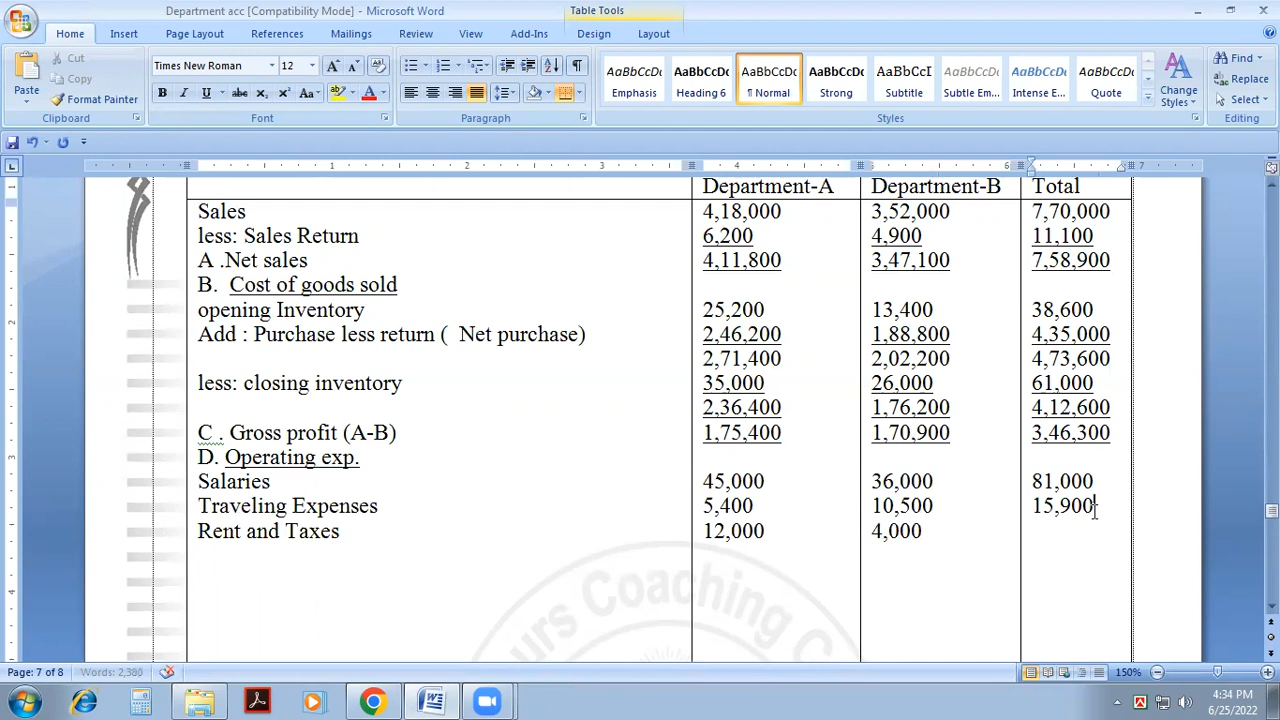 Department acc [Compatibility Mode] - Microsoft Word
Table Tools
Home Insert Page Layout References Mailings Review View Add-Ins Design Layout
Cut
Copy
Format Painter
Paste
Clipboard
Times New Roman 12
Font
Paragraph
AaBbCcDc AaBbCcDc AaBbCcDc AaBbCcDc AaBbCcI AaBbCcDc AaBbCcDc AaBbCcDc
Emphasis Heading 6 ¶ Normal Strong Subtitle Subtle Em... Intense E... Quote
Styles
Change Styles
Find
Replace
Select
Editing
1 2 3 4 5 6 7
Department-A Department-B Total
Sales 4,18,000 3,52,000 7,70,000
less: Sales Return 6,200 4,900 11,100
A .Net sales 4,11,800 3,47,100 7,58,900
B. Cost of goods sold
opening Inventory 25,200 13,400 38,600
Add : Purchase less return ( Net purchase) 2,46,200 1,88,800 4,35,000
2,71,400 2,02,200 4,73,600
less: closing inventory 35,000 26,000 61,000
2,36,400 1,76,200 4,12,600
C . Gross profit (A-B) 1,75,400 1,70,900 3,46,300
D. Operating exp.
Salaries 45,000 36,000 81,000
Traveling Expenses 5,400 10,500 15,900
Rent and Taxes 12,000 4,000
Coaching
Page: 7 of 8 Words: 2,380 150%
4:34 PM
6/25/2022